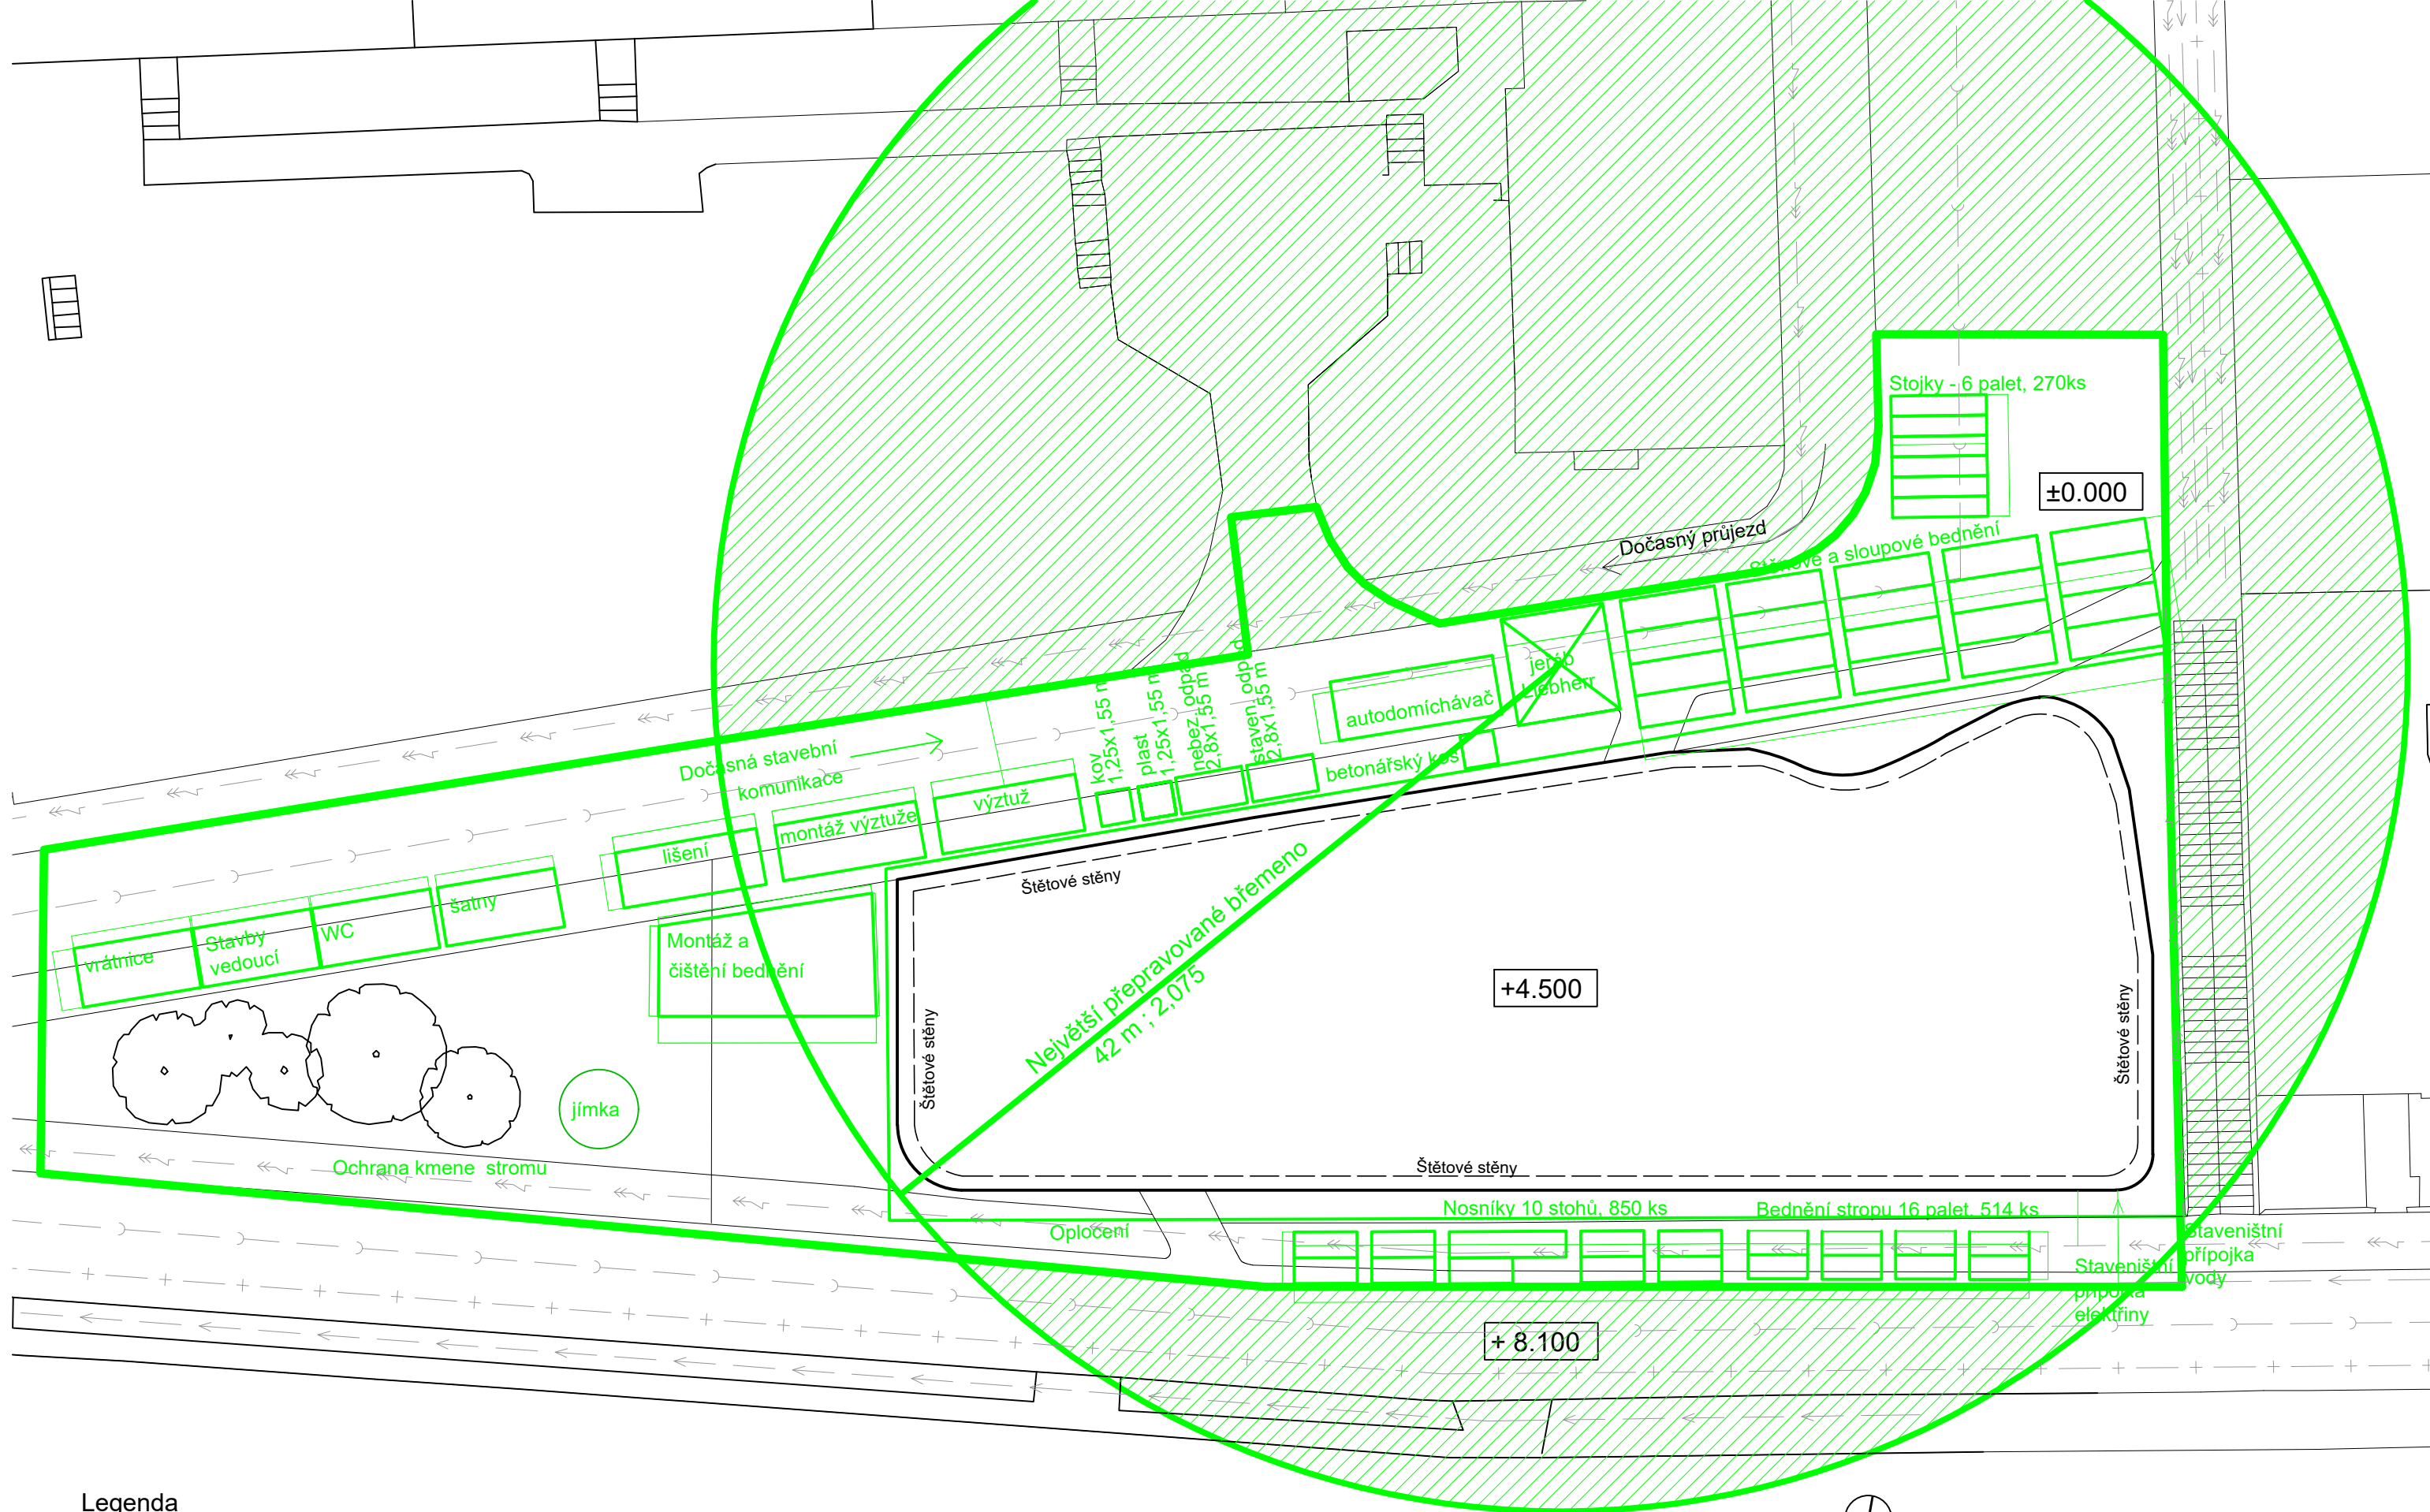 Stojky - 6 palet, 270ks
±0.000
Dočasný průjezd
Stěnové a sloupové bednění
jeřáb
Liebherr
autodomíchávač
betonářský koš
staven. odpad
2,8x1,55 m
nebez. odpad
2,8x1,55 m
plast
1,25x1,55 m
kov
1,25x1,55 m
Dočasná stavební
komunikace
výztuž
montáž výztuže
lišení
šatny
WC
Stavby
vedoucí
vrátnice
Montáž a
čištění bednění
Štětové stěny
Největší přepravované břemeno
42 m ; 2,075
+4.500
Štětové stěny
Štětové stěny
jímka
Ochrana kmene  stromu
Štětové stěny
Oplocení
Nosníky 10 stohů, 850 ks
Bednění stropu 16 palet, 514 ks
Staveništní
přípojka
vody
Staveništní
přípojka
elektřiny
+ 8.100
Legenda